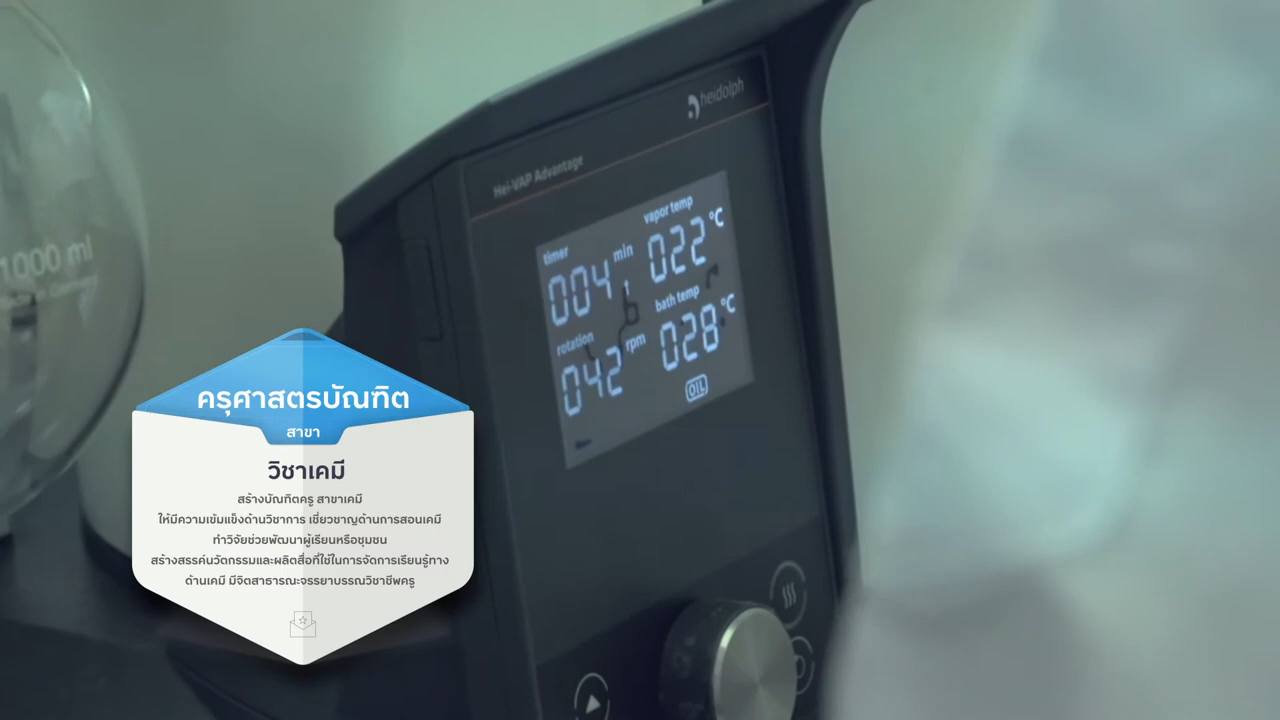 heidolph
Hei-VAP Advantage
timer
004 min
vapor temp
022 °C
rotation
042 rpm
bath temp
028 °C
OIL
1000 ml
ครุศาสตรบัณฑิต
สาขา
วิชาเคมี
สร้างบัณฑิตครู สาขาเคมี
ให้มีความเข้มแข็งด้านวิชาการ เชี่ยวชาญด้านการสอนเคมี
ทำวิจัยช่วยพัฒนาผู้เรียนหรือชุมชน
สร้างสรรค์นวัตกรรมและผลิตสื่อที่ใช้ในการจัดการเรียนรู้ทาง
ด้านเคมี มีจิตสาธารณะจรรยาบรรณวิชาชีพครู